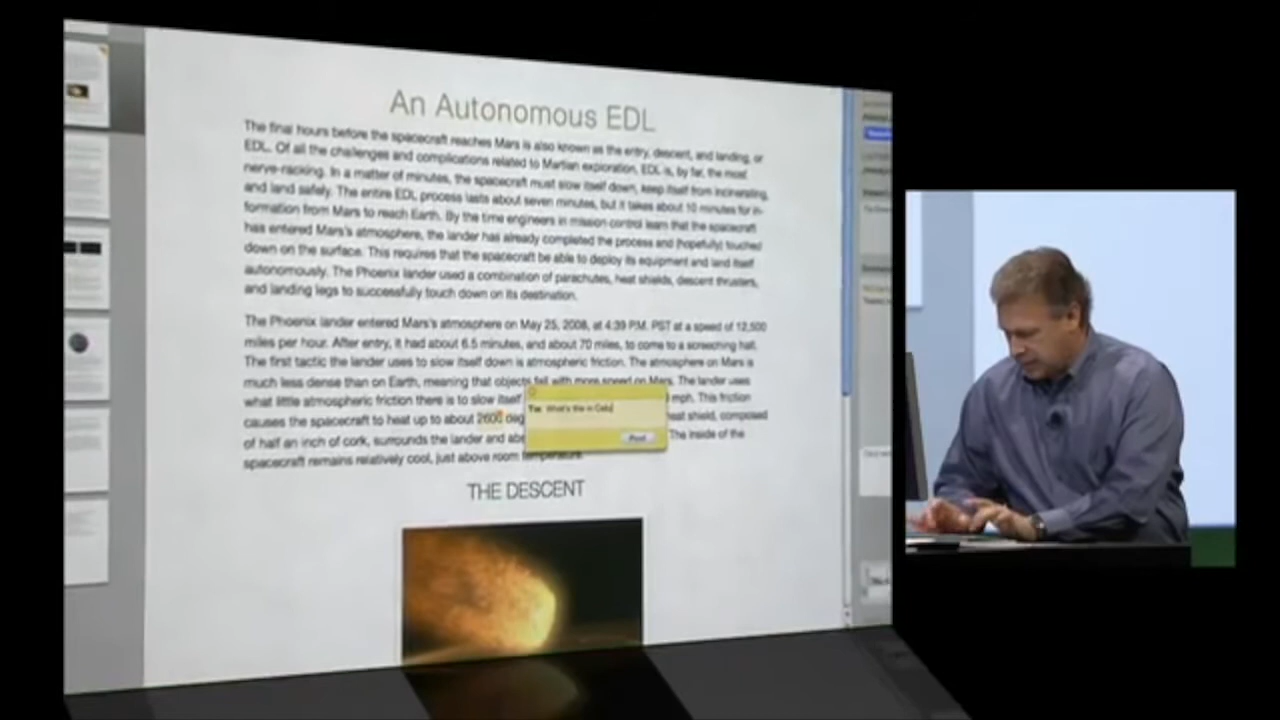 An Autonomous EDL
The final hours before the spacecraft reaches Mars is also known as the entry, descent, and landing, or
EDL. Of all the challenges and complications related to Martian exploration, EDL is, by far, the most
nerve-racking. In a matter of minutes, the spacecraft must slow itself down, keep itself from incinerating,
and land safely. The entire EDL process lasts about seven minutes, but it takes about 10 minutes for in-
formation from Mars to reach Earth. By the time engineers in mission control learn that the spacecraft
has entered Mars's atmosphere, the lander has already completed the process and (hopefully) touched
down on the surface. This requires that the spacecraft be able to deploy its equipment and land itself
autonomously. The Phoenix lander used a combination of parachutes, heat shields, descent thrusters,
and landing legs to successfully touch down on its destination.
The Phoenix lander entered Mars's atmosphere on May 25, 2008, at 4:39 P.M. PST at a speed of 12,500
miles per hour. After entry, it had about 6.5 minutes, and about 70 miles, to come to a screeching halt.
The first tactic the lander uses to slow itself down is atmospheric friction. The atmosphere on Mars is
much less dense than on Earth, meaning that objects fall with more speed on Mars. The lander uses
what little atmospheric friction there is to slow itself mph. This friction
causes the spacecraft to heat up to about 2600 deg heat shield, composed
of half an inch of cork, surrounds the lander and abs The inside of the
spacecraft remains relatively cool, just above room temperature.
What's this in Cels
Post
THE DESCENT